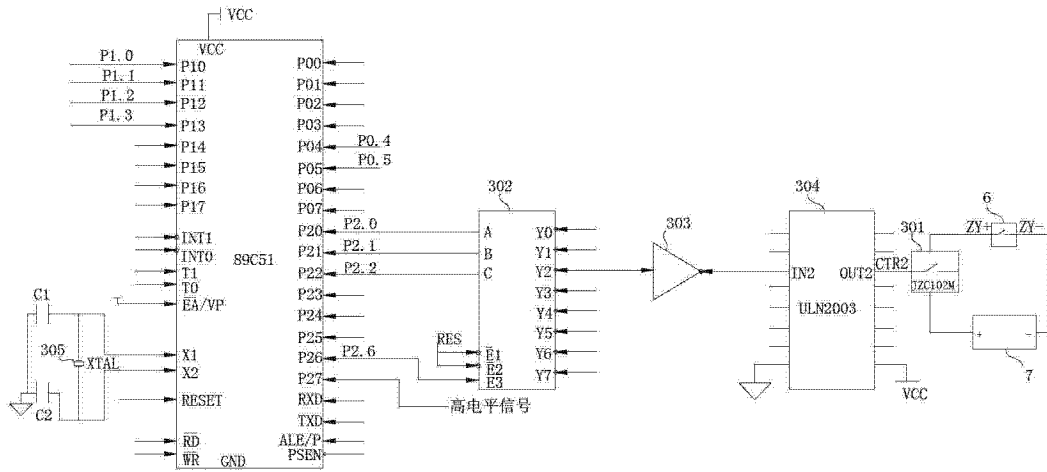 VCC
VCC
P1.0
P1.1
P1.2
P1.3
P10
P11
P12
P13
P14
P15
P16
P17
INT1
INT0
T1
T0
EA/VP
X1
X2
RESET
RD
WR
GND
89C51
P00
P01
P02
P03
P04
P05
P06
P07
P20
P21
P22
P23
P24
P25
P26
P27
RXD
TXD
ALE/P
PSEN
P0.4
P0.5
P2.0
P2.1
P2.2
P2.6
高电平信号
C1
305
XTAL
C2
302
A
B
C
RES
E1
E2
E3
Y0
Y1
Y2
Y3
Y4
Y5
Y6
Y7
303
304
IN2
OUT2
ULN2003
VCC
CTR2
301
JZC102M
6
ZY+
ZY-
+
-
7